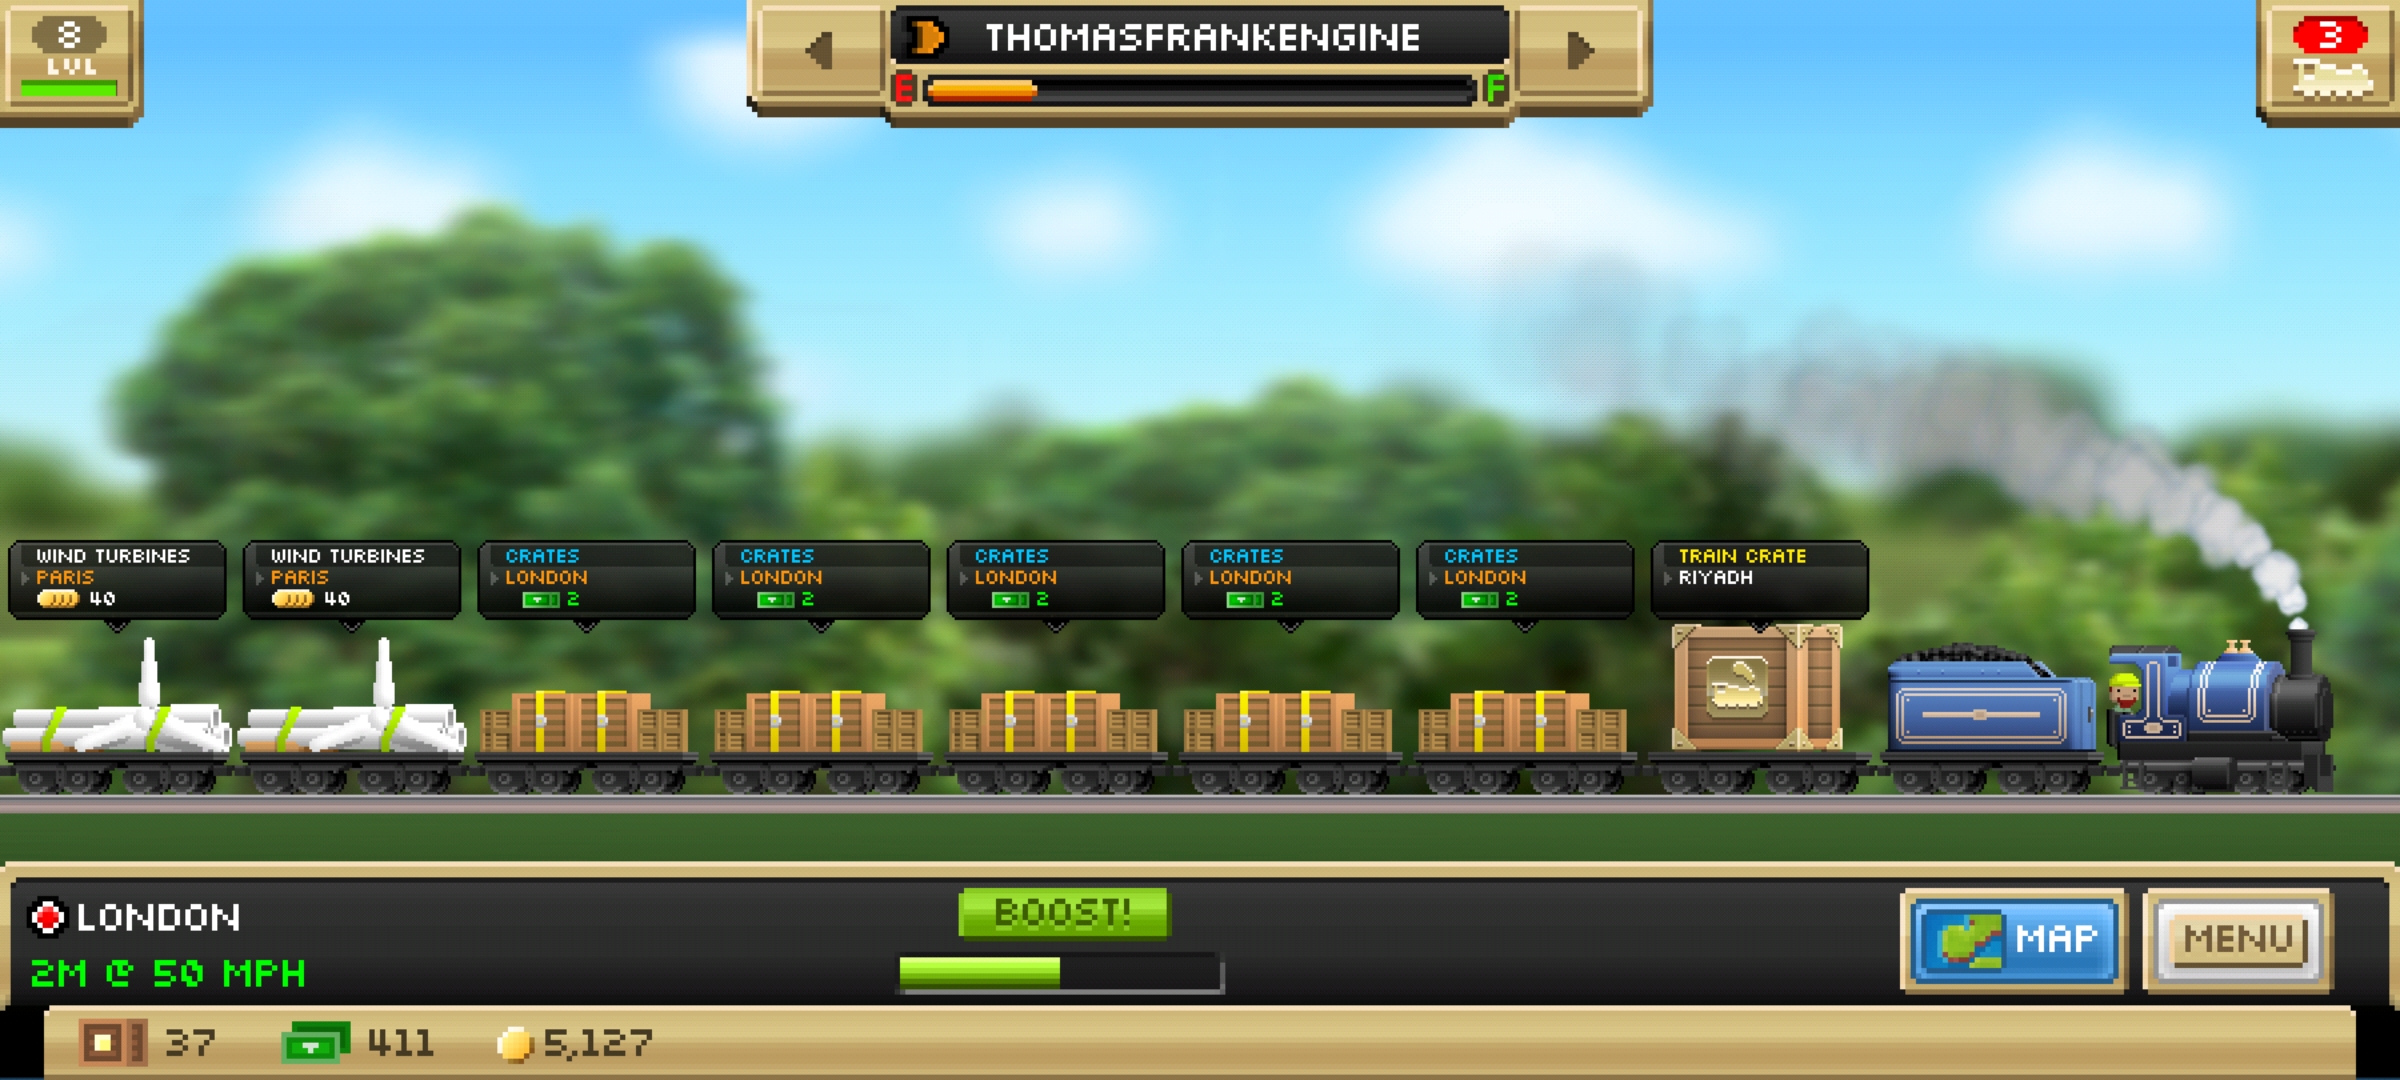 8
LVL
THOMASFRANKENGINE
E F
3
WIND TURBINES
PARIS
40
WIND TURBINES
PARIS
40
CRATES
LONDON
2
CRATES
LONDON
2
CRATES
LONDON
2
CRATES
LONDON
2
CRATES
LONDON
2
TRAIN CRATE
RIYADH
LONDON
2M @ 50 MPH
BOOST!
MAP
MENU
37
411
5,127